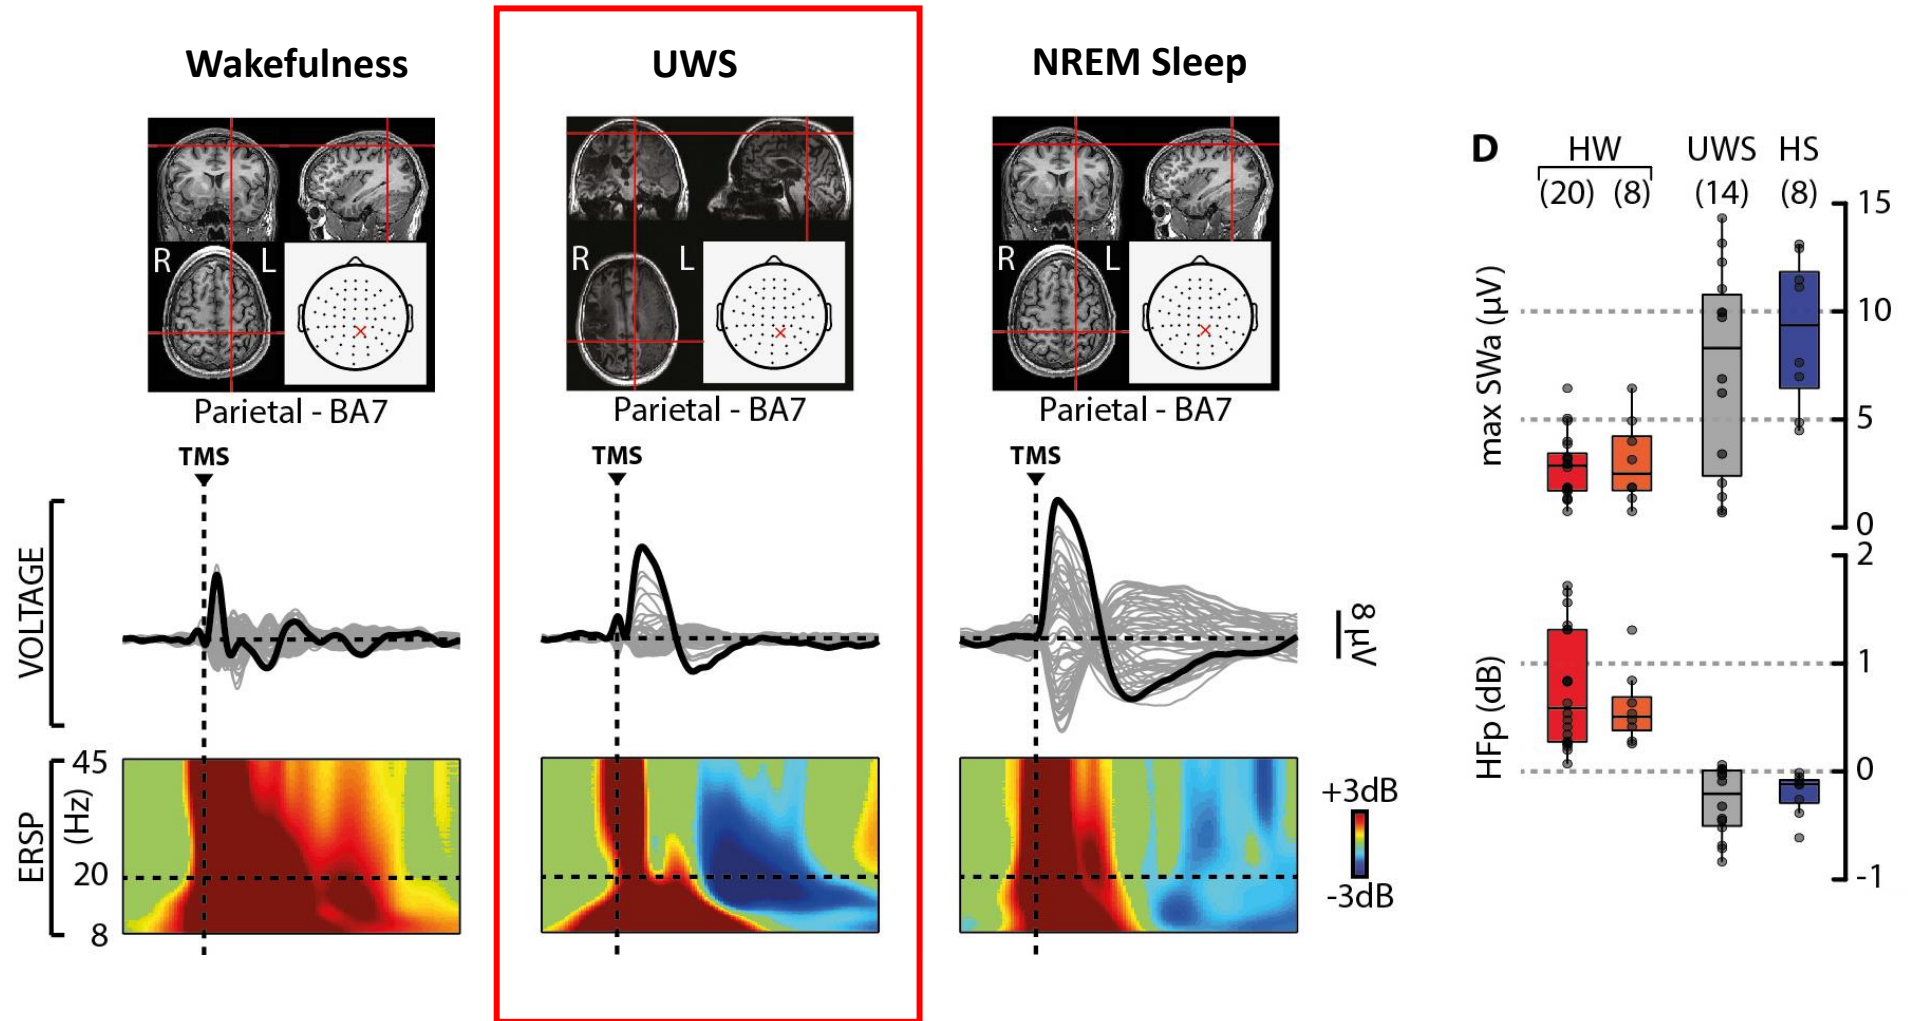 Wakefulness
UWS
NREM Sleep
R
L
R
L
R
L
Parietal - BA7
Parietal - BA7
Parietal - BA7
TMS
TMS
TMS
VOLTAGE
8 µV
ERSP
(Hz)
45
20
8
+3dB
-3dB
D
HW
UWS
HS
(20)
(8)
(14)
(8)
max SWa (µV)
15
10
5
0
HFp (dB)
2
1
0
-1